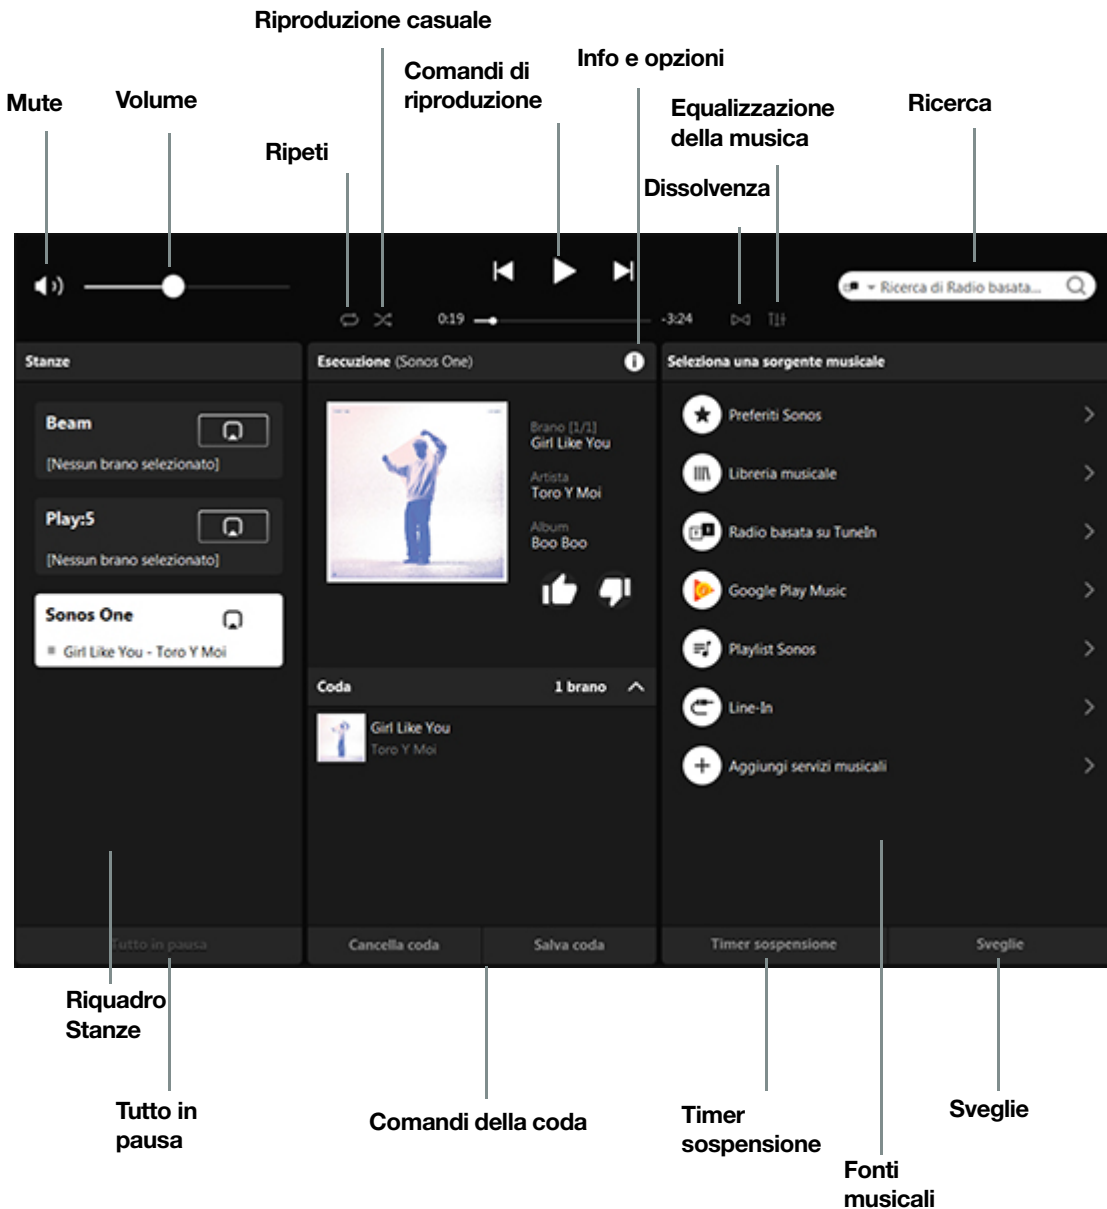 Riproduzione casuale
Info e opzioni
Comandi di
riproduzione
Mute
Volume
Equalizzazione
della musica
Ricerca
Ripeti
Dissolvenza
Ricerca di Radio basata...
0:19
-3:24
Stanze
Esecuzione (Sonos One)
Seleziona una sorgente musicale
Beam
[Nessun brano selezionato]
Play:5
[Nessun brano selezionato]
Sonos One
Girl Like You - Toro Y Moi
Brano [1/1]
Girl Like You
Artista
Toro Y Moi
Album
Boo Boo
Coda
1 brano
Girl Like You
Toro Y Moi
Preferiti Sonos
Libreria musicale
Radio basata su TuneIn
Google Play Music
Playlist Sonos
Line-In
Aggiungi servizi musicali
Tutto in pausa
Cancella coda
Salva coda
Timer sospensione
Sveglie
Riquadro
Stanze
Tutto in
pausa
Comandi della coda
Timer
sospensione
Sveglie
Fonti
musicali